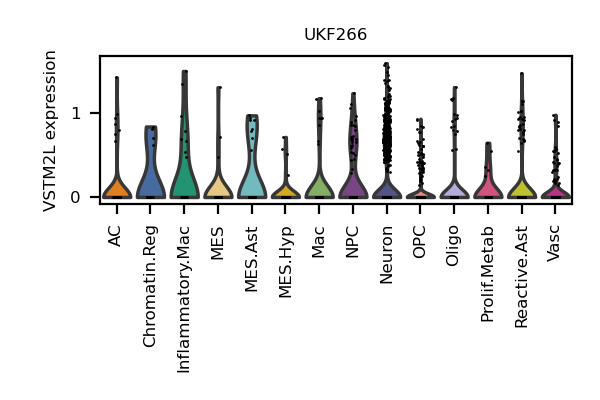 UKF266
VSTM2L expression
1
0
AC
Chromatin.Reg
Inflammatory.Mac
MES
MES.Ast
MES.Hyp
Mac
NPC
Neuron
OPC
Oligo
Prolif.Metab
Reactive.Ast
Vasc